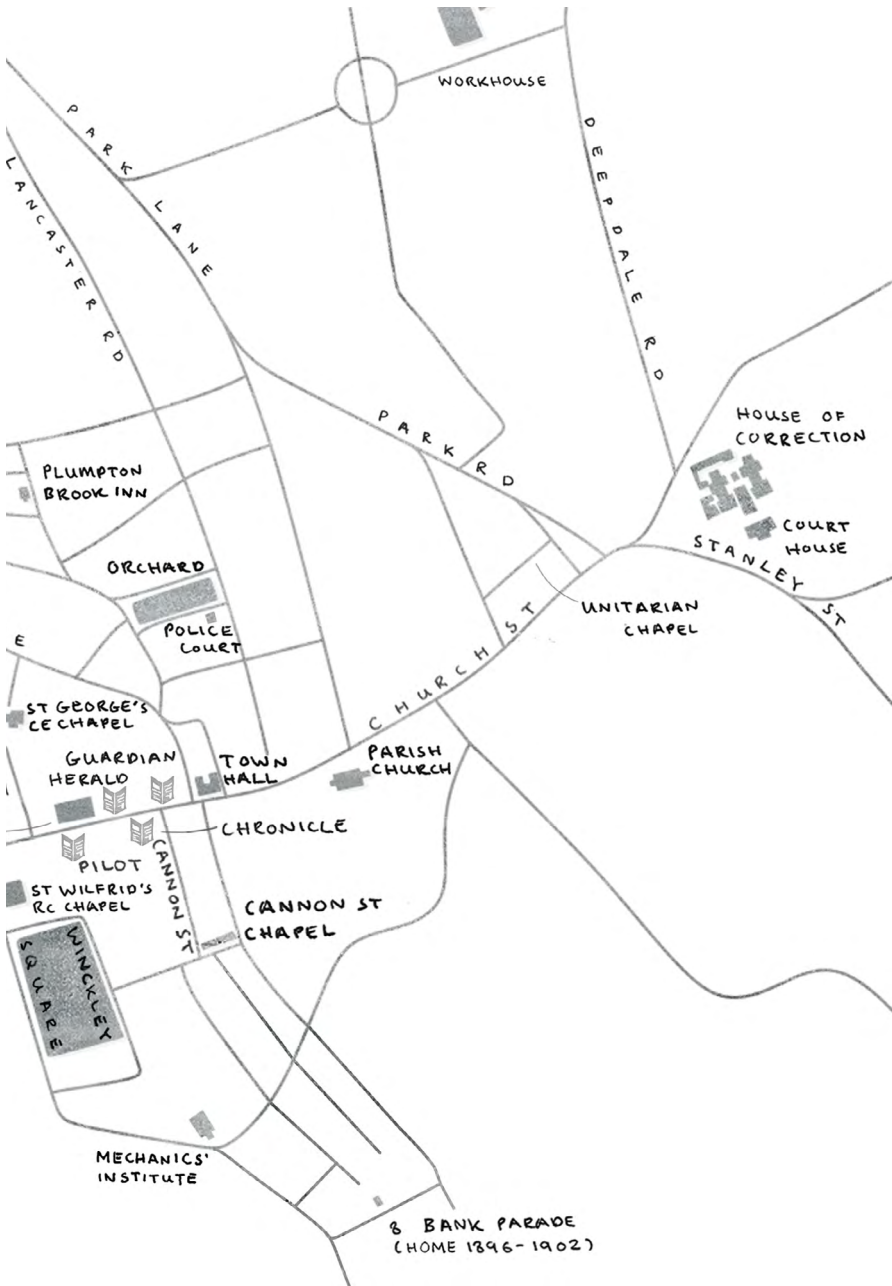 WORKHOUSE
PARK LANE
LANCASTER RD
DEEPDALE RD
PARK RD
HOUSE OF
CORRECTION
PLUMPTON
BROOK INN
COURT
HOUSE
STANLEY ST
ORCHARD
UNITARIAN
CHAPEL
POLICE
COURT
CHURCH ST
E
ST GEORGE'S
CE CHAPEL
GUARDIAN
HERALD
TOWN
HALL
PARISH
CHURCH
CHRONICLE
PILOT
CANNON ST
ST WILFRID'S
RC CHAPEL
CANNON ST
CHAPEL
WINCKLEY
SQUARE
MECHANICS'
INSTITUTE
8 BANK PARADE
(HOME 1896-1902)